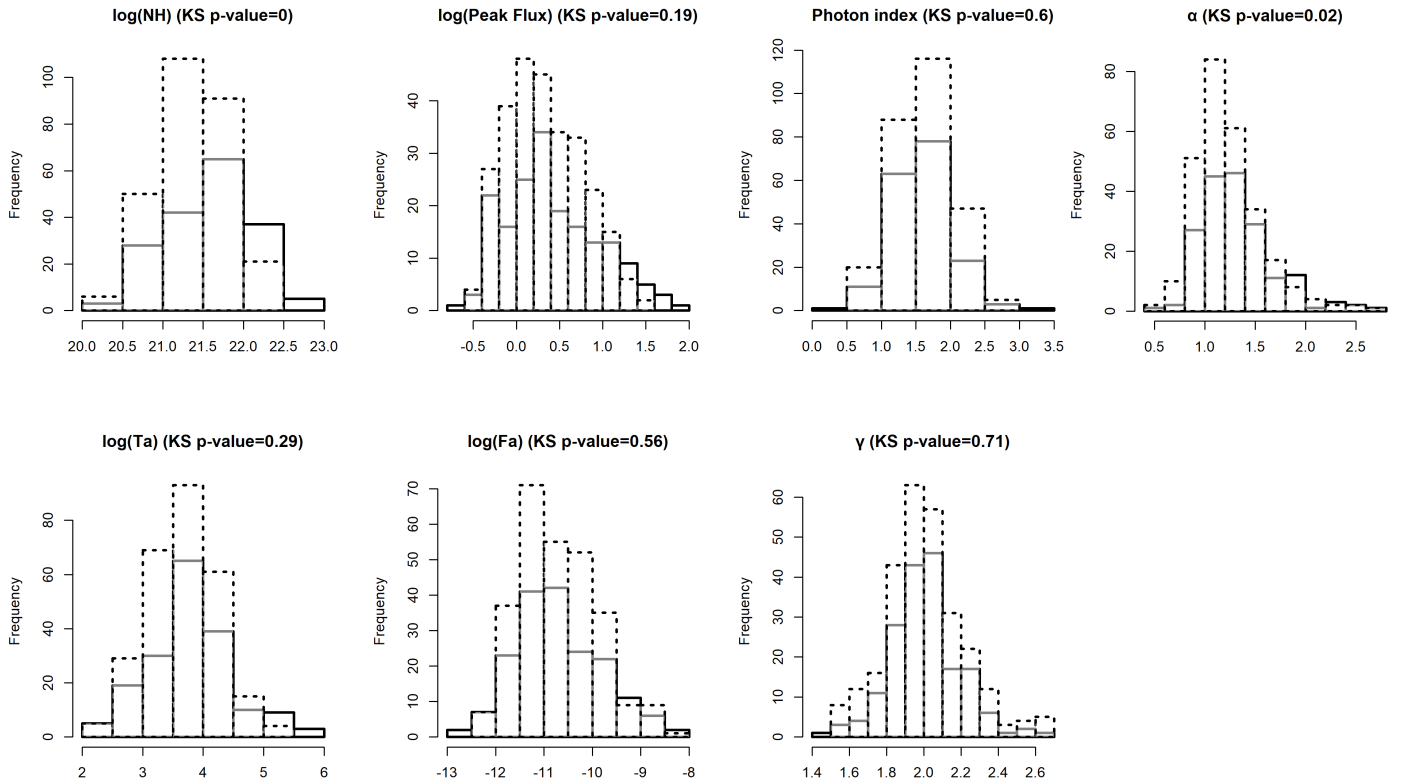 log(NH) (KS p-value=0)
Frequency
0 20 40 60 80 100
20.0 20.5 21.0 21.5 22.0 22.5 23.0
log(Peak Flux) (KS p-value=0.19)
Frequency
0 10 20 30 40
-0.5 0.0 0.5 1.0 1.5 2.0
Photon index (KS p-value=0.6)
Frequency
0 20 40 60 80 100 120
0.0 0.5 1.0 1.5 2.0 2.5 3.0 3.5
α (KS p-value=0.02)
Frequency
0 20 40 60 80
0.5 1.0 1.5 2.0 2.5
log(Ta) (KS p-value=0.29)
Frequency
0 20 40 60 80
2 3 4 5 6
log(Fa) (KS p-value=0.56)
Frequency
0 10 20 30 40 50 60 70
-13 -12 -11 -10 -9 -8
γ (KS p-value=0.71)
Frequency
0 10 20 30 40 50 60
1.4 1.6 1.8 2.0 2.2 2.4 2.6